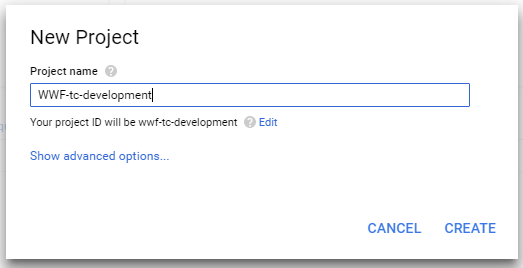 New Project
Project name ?
WWF-tc-development
Your project ID will be wwf-tc-development ? Edit
Show advanced options...
CANCEL CREATE